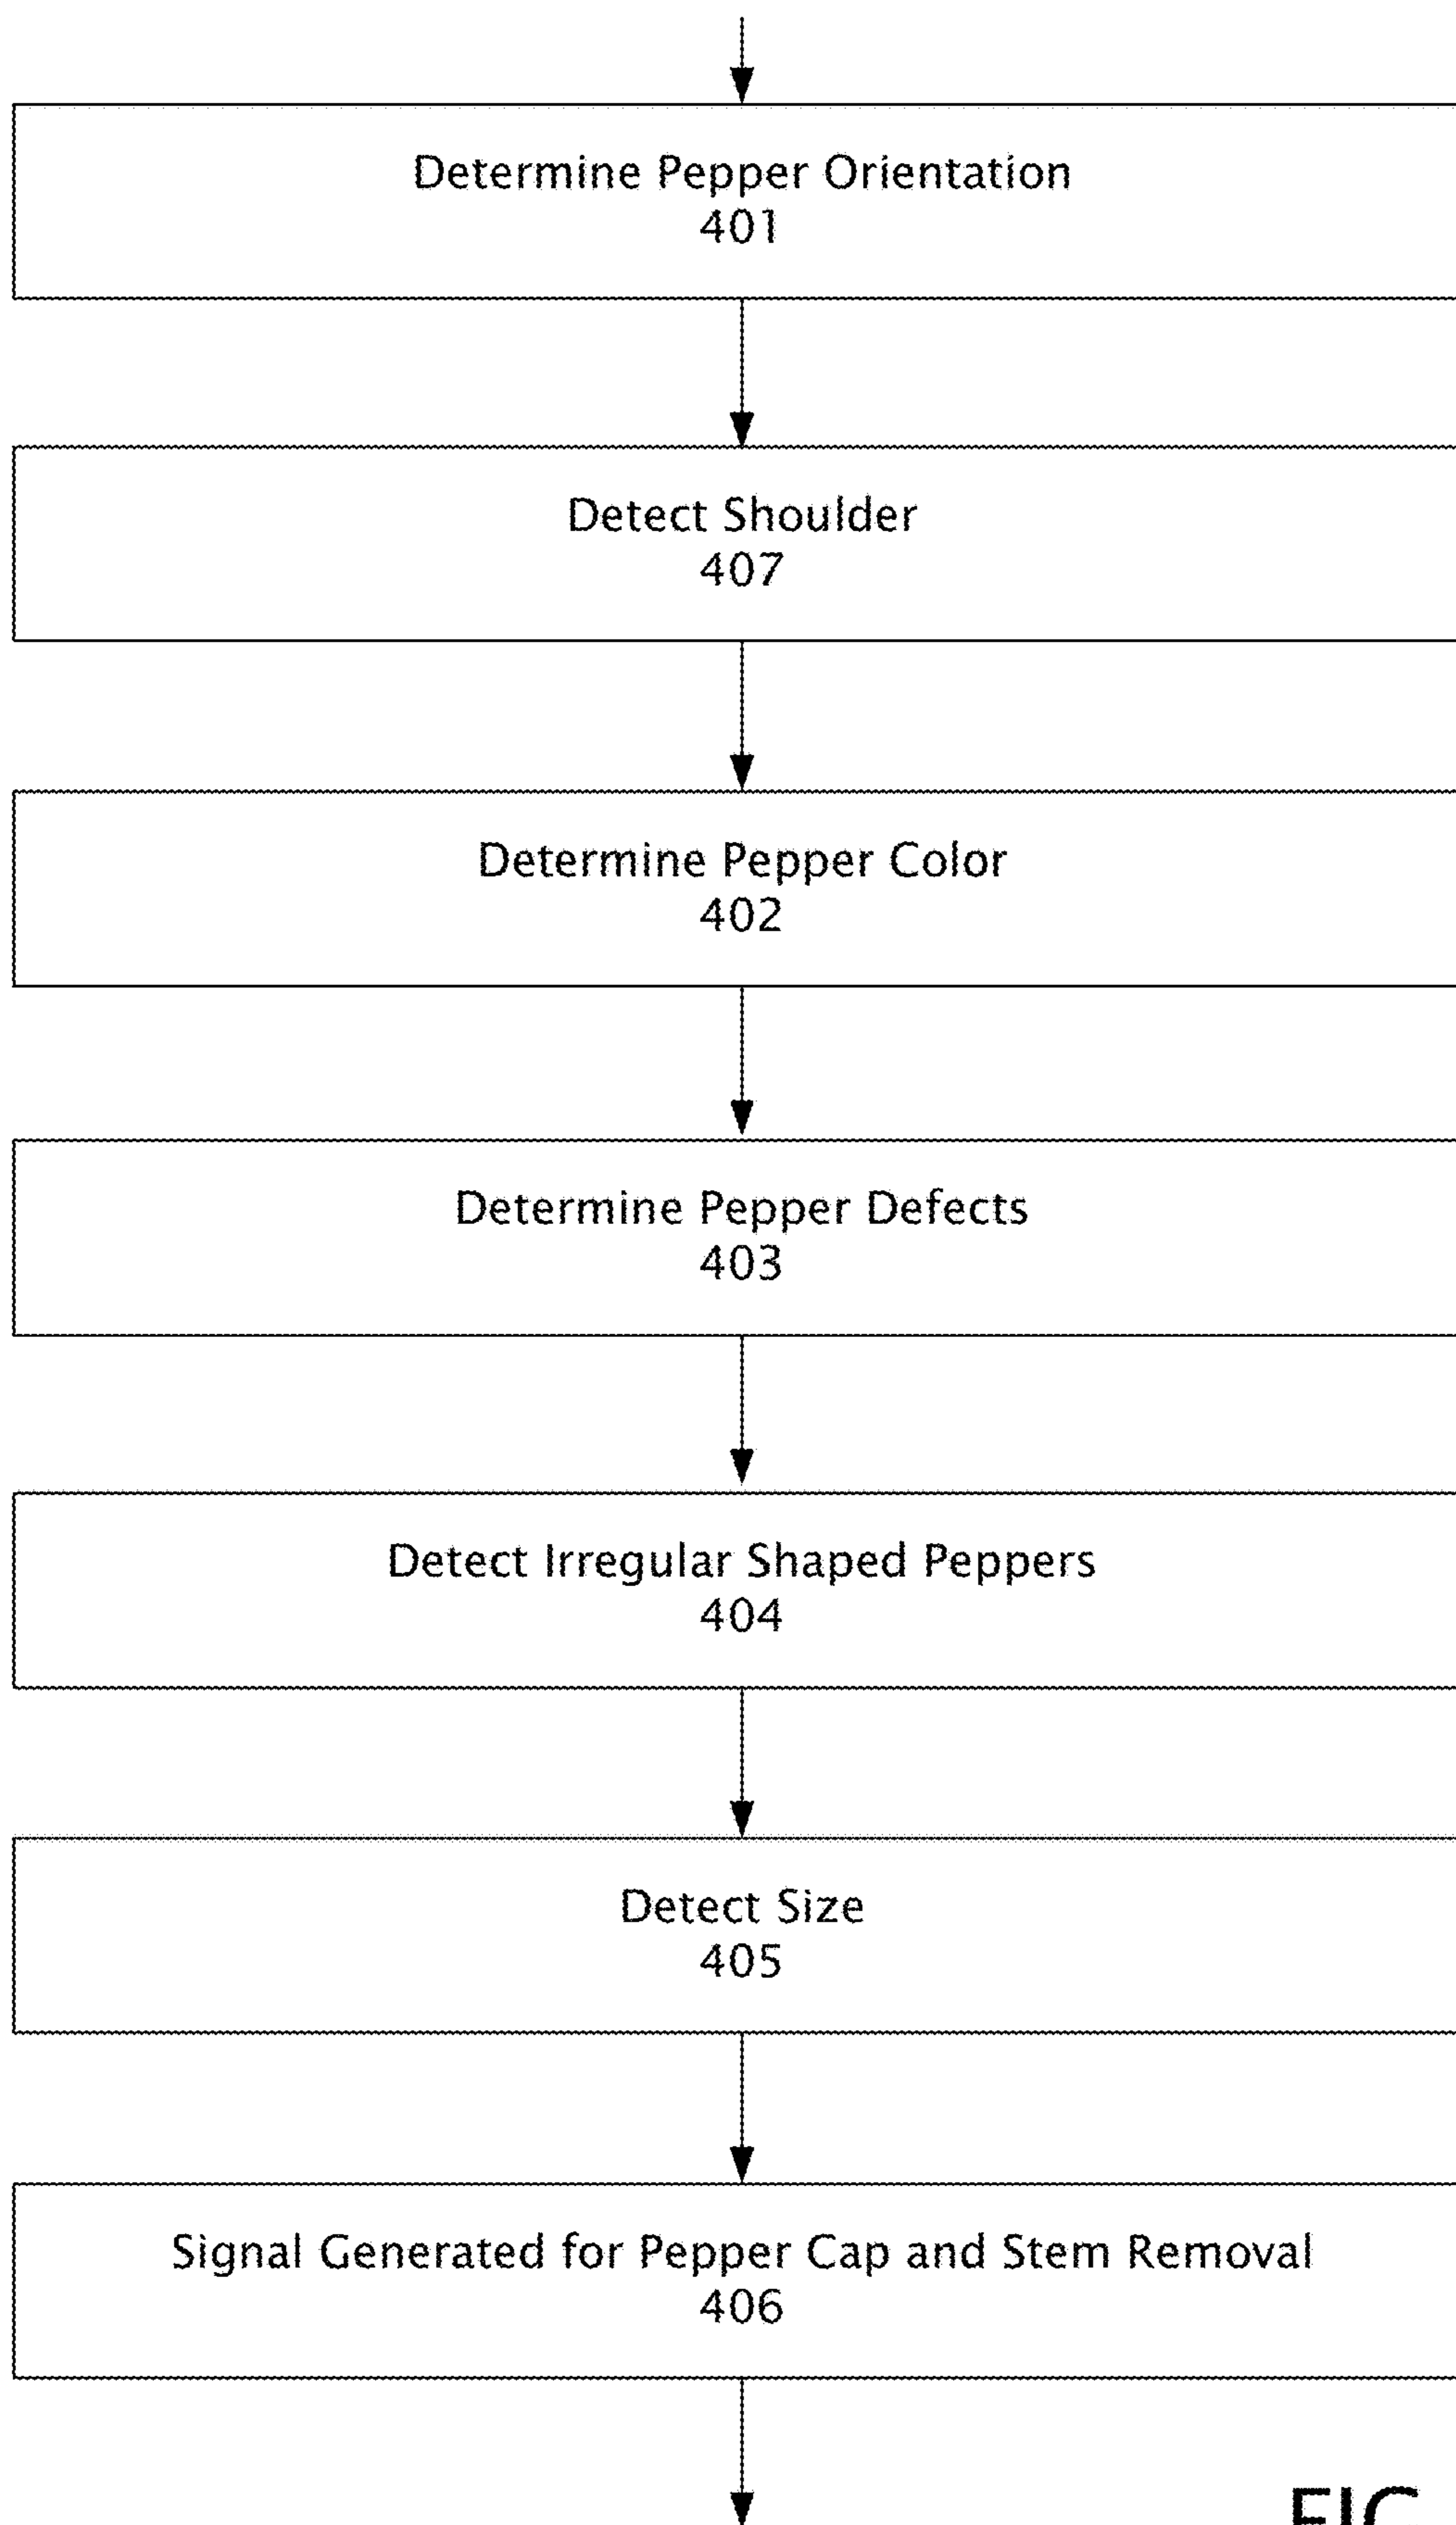 Determine Pepper Orientation
401
Detect Shoulder
407
Determine Pepper Color
402
Determine Pepper Defects
403
Detect Irregular Shaped Peppers
404
Detect Size
405
Signal Generated for Pepper Cap and Stem Removal
406
FIG